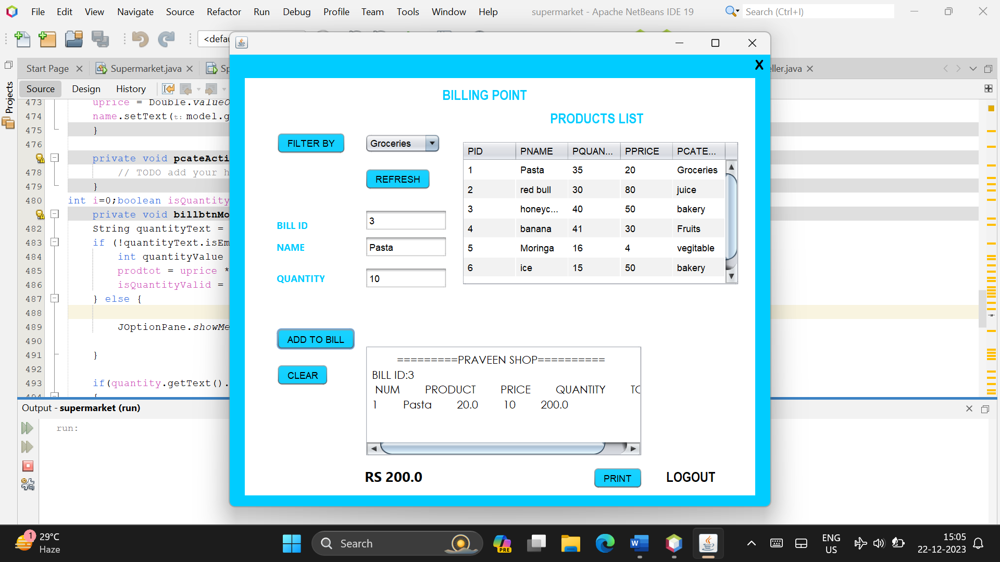 File Edit View Navigate Source Refactor Run Debug Profile Team Tools Window Help supermarket - Apache NetBeans IDE 19 Search (Ctrl+I)
<defau
Start Page Supermarket.java Sp eller.java
X
Source Design History
Projects
BILLING POINT
PRODUCTS LIST
FILTER BY Groceries
REFRESH
BILL ID 3
NAME Pasta
QUANTITY 10
PID PNAME PQUAN... PPRICE PCATE...
1 Pasta 35 20 Groceries
2 red bull 30 80 juice
3 honeyc... 40 50 bakery
4 banana 41 30 Fruits
5 Moringa 16 4 vegitable
6 ice 15 50 bakery
ADD TO BILL
CLEAR
=========PRAVEEN SHOP==========
BILL ID:3
NUM PRODUCT PRICE QUANTITY TO
1 Pasta 20.0 10 200.0
RS 200.0 PRINT LOGOUT
473 uprice = Double.valueO
474 name.setText(t: model.g
475 }
476
private void pcateActi
478 // TODO add your h
479 }
480 int i=0;boolean isQuantity
private void billbtnMo
482 String quantityText =
483 if (!quantityText.isEm
484 int quantityValue
485 prodtot = uprice *
486 isQuantityValid =
487 } else {
488
489 JOptionPane.showMe
490
491 }
492
493 if(quantity.getText().
494 {
Output - supermarket (run)
run:
1 29°C
Haze
Search
PRE
W
ENG
US
15:05
22-12-2023